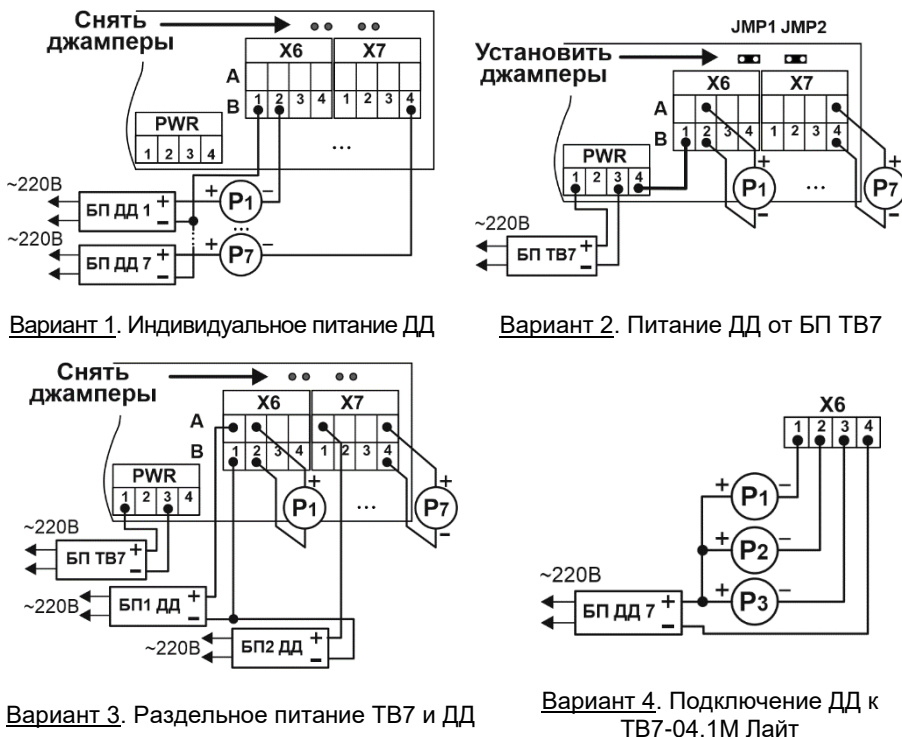 Снять
джамперы
X6 X7
A
B 1 2 3 4 1 2 3 4
PWR
1 2 3 4
...
~220В
БП ДД 1 + −
+ P1 −
...
~220В
БП ДД 7 + −
+ P7 −
Вариант 1. Индивидуальное питание ДД
JMP1 JMP2
Установить
джамперы
X6 X7
A
B 1 2 3 4 1 2 3 4
PWR
1 2 3 4
+ +
P1 ... P7
− −
~220В
БП ТВ7 + −
Вариант 2. Питание ДД от БП ТВ7
Снять
джамперы
X6 X7
A
B 1 2 3 4 1 2 3 4
PWR
1 2 3 4
+ +
P1 ... P7
− −
~220В
БП ТВ7 + −
~220В
БП1 ДД + −
~220В
БП2 ДД + −
Вариант 3. Раздельное питание ТВ7 и ДД
X6
1 2 3 4
+ P1 −
+ P2 −
+ P3 −
~220В
БП ДД 7 + −
Вариант 4. Подключение ДД к
ТВ7-04.1М Лайт